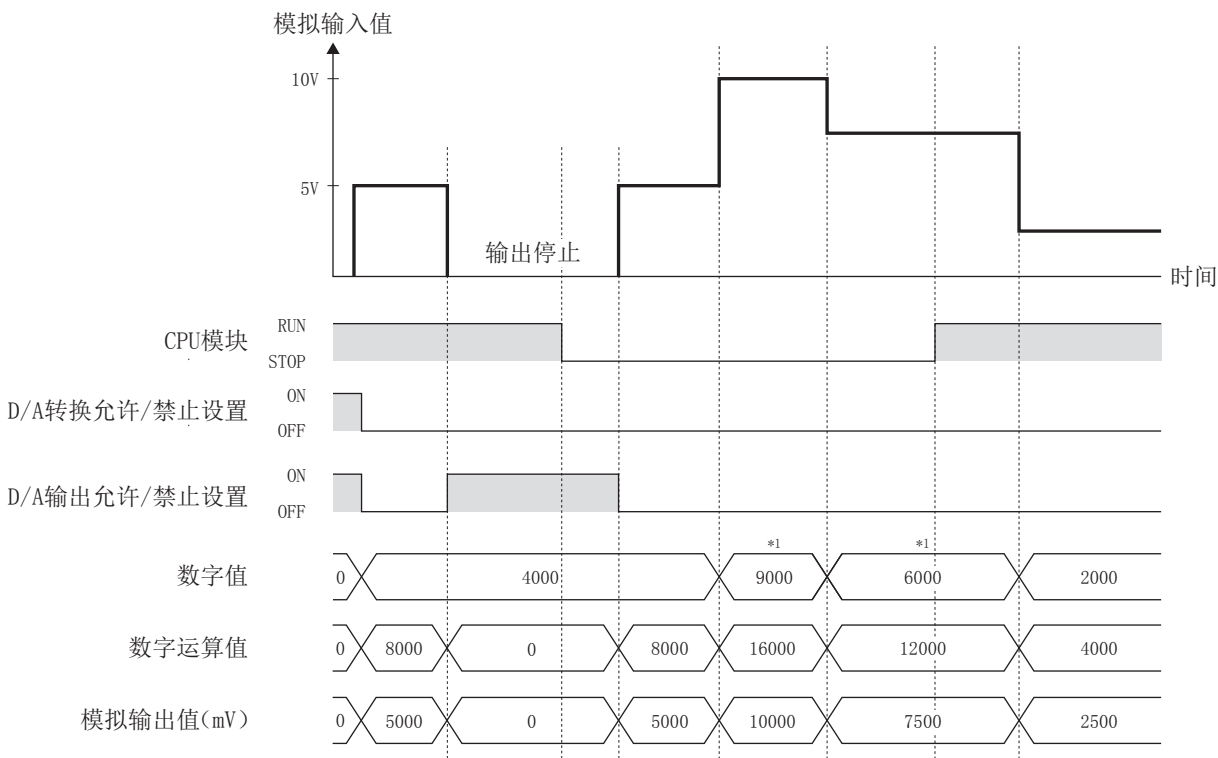 模拟输入值
10V
5V
输出停止
时间
CPU模块
RUN
STOP
D/A转换允许/禁止设置
ON
OFF
D/A输出允许/禁止设置
ON
OFF
*1
*1
数字值
0
4000
9000
6000
2000
数字运算值
0
8000
0
8000
16000
12000
4000
模拟输出值(mV)
0
5000
0
5000
10000
7500
2500